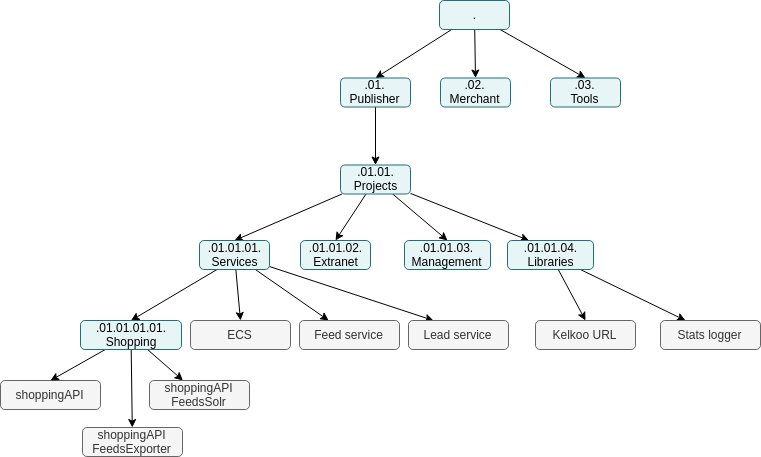 .
.01.
Publisher
.02.
Merchant
.03.
Tools
.01.01.
Projects
.01.01.01.
Services
.01.01.02.
Extranet
.01.01.03.
Management
.01.01.04.
Libraries
.01.01.01.01.
Shopping
ECS
Feed service
Lead service
Kelkoo URL
Stats logger
shoppingAPI
shoppingAPI
FeedsSolr
shoppingAPI
FeedsExporter